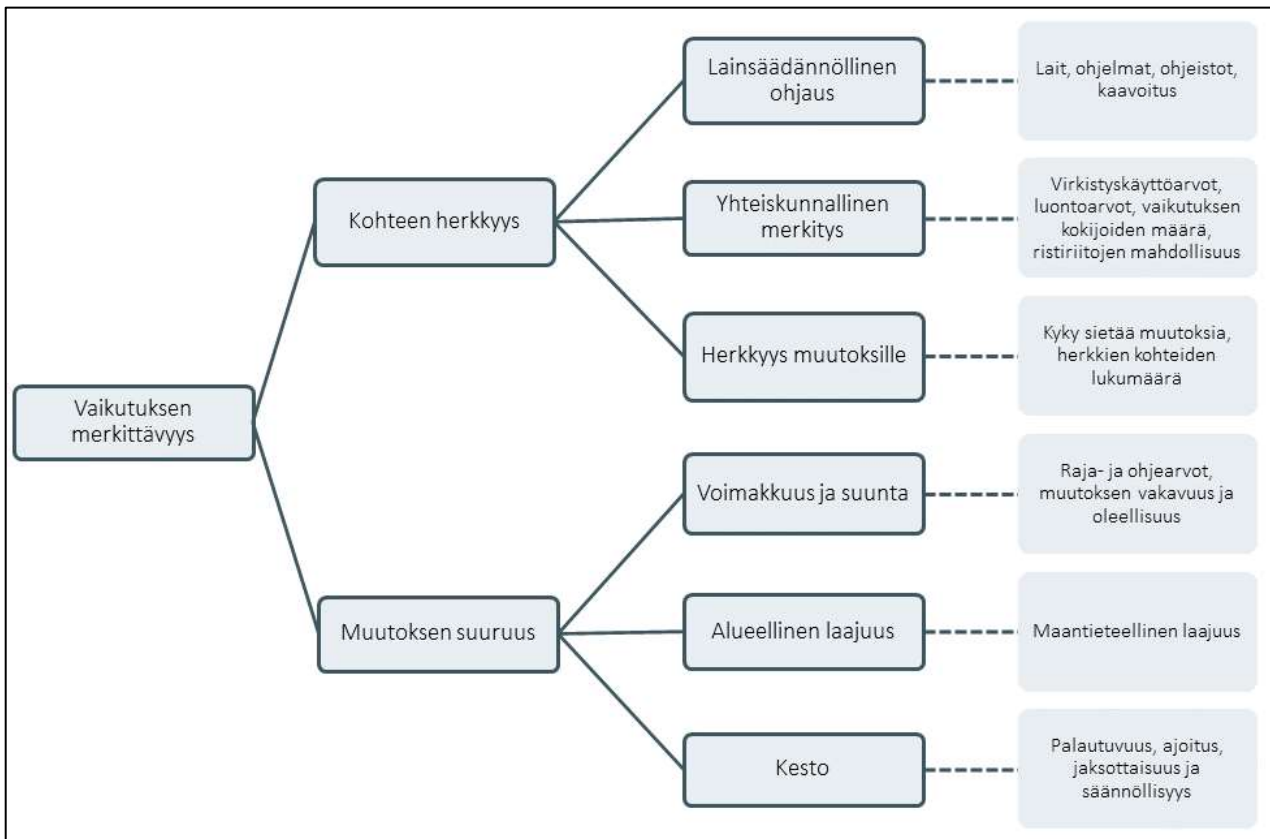 Lainsäädännöllinen
ohjaus
Lait, ohjelmat, ohjeistot,
kaavoitus
Kohteen herkkyys
Yhteiskunnallinen
merkitys
Virkistyskäyttöarvot,
luontoarvot, vaikutuksen
kokijoiden määrä,
ristiriitojen mahdollisuus
Herkkyys muutoksille
Kyky sietää muutoksia,
herkkien kohteiden
lukumäärä
Vaikutuksen
merkittävyys
Voimakkuus ja suunta
Raja- ja ohjearvot,
muutoksen vakavuus ja
oleellisuus
Muutoksen suuruus
Alueellinen laajuus
Maantieteellinen laajuus
Kesto
Palautuvuus, ajoitus,
jaksottaisuus ja
säännöllisyys